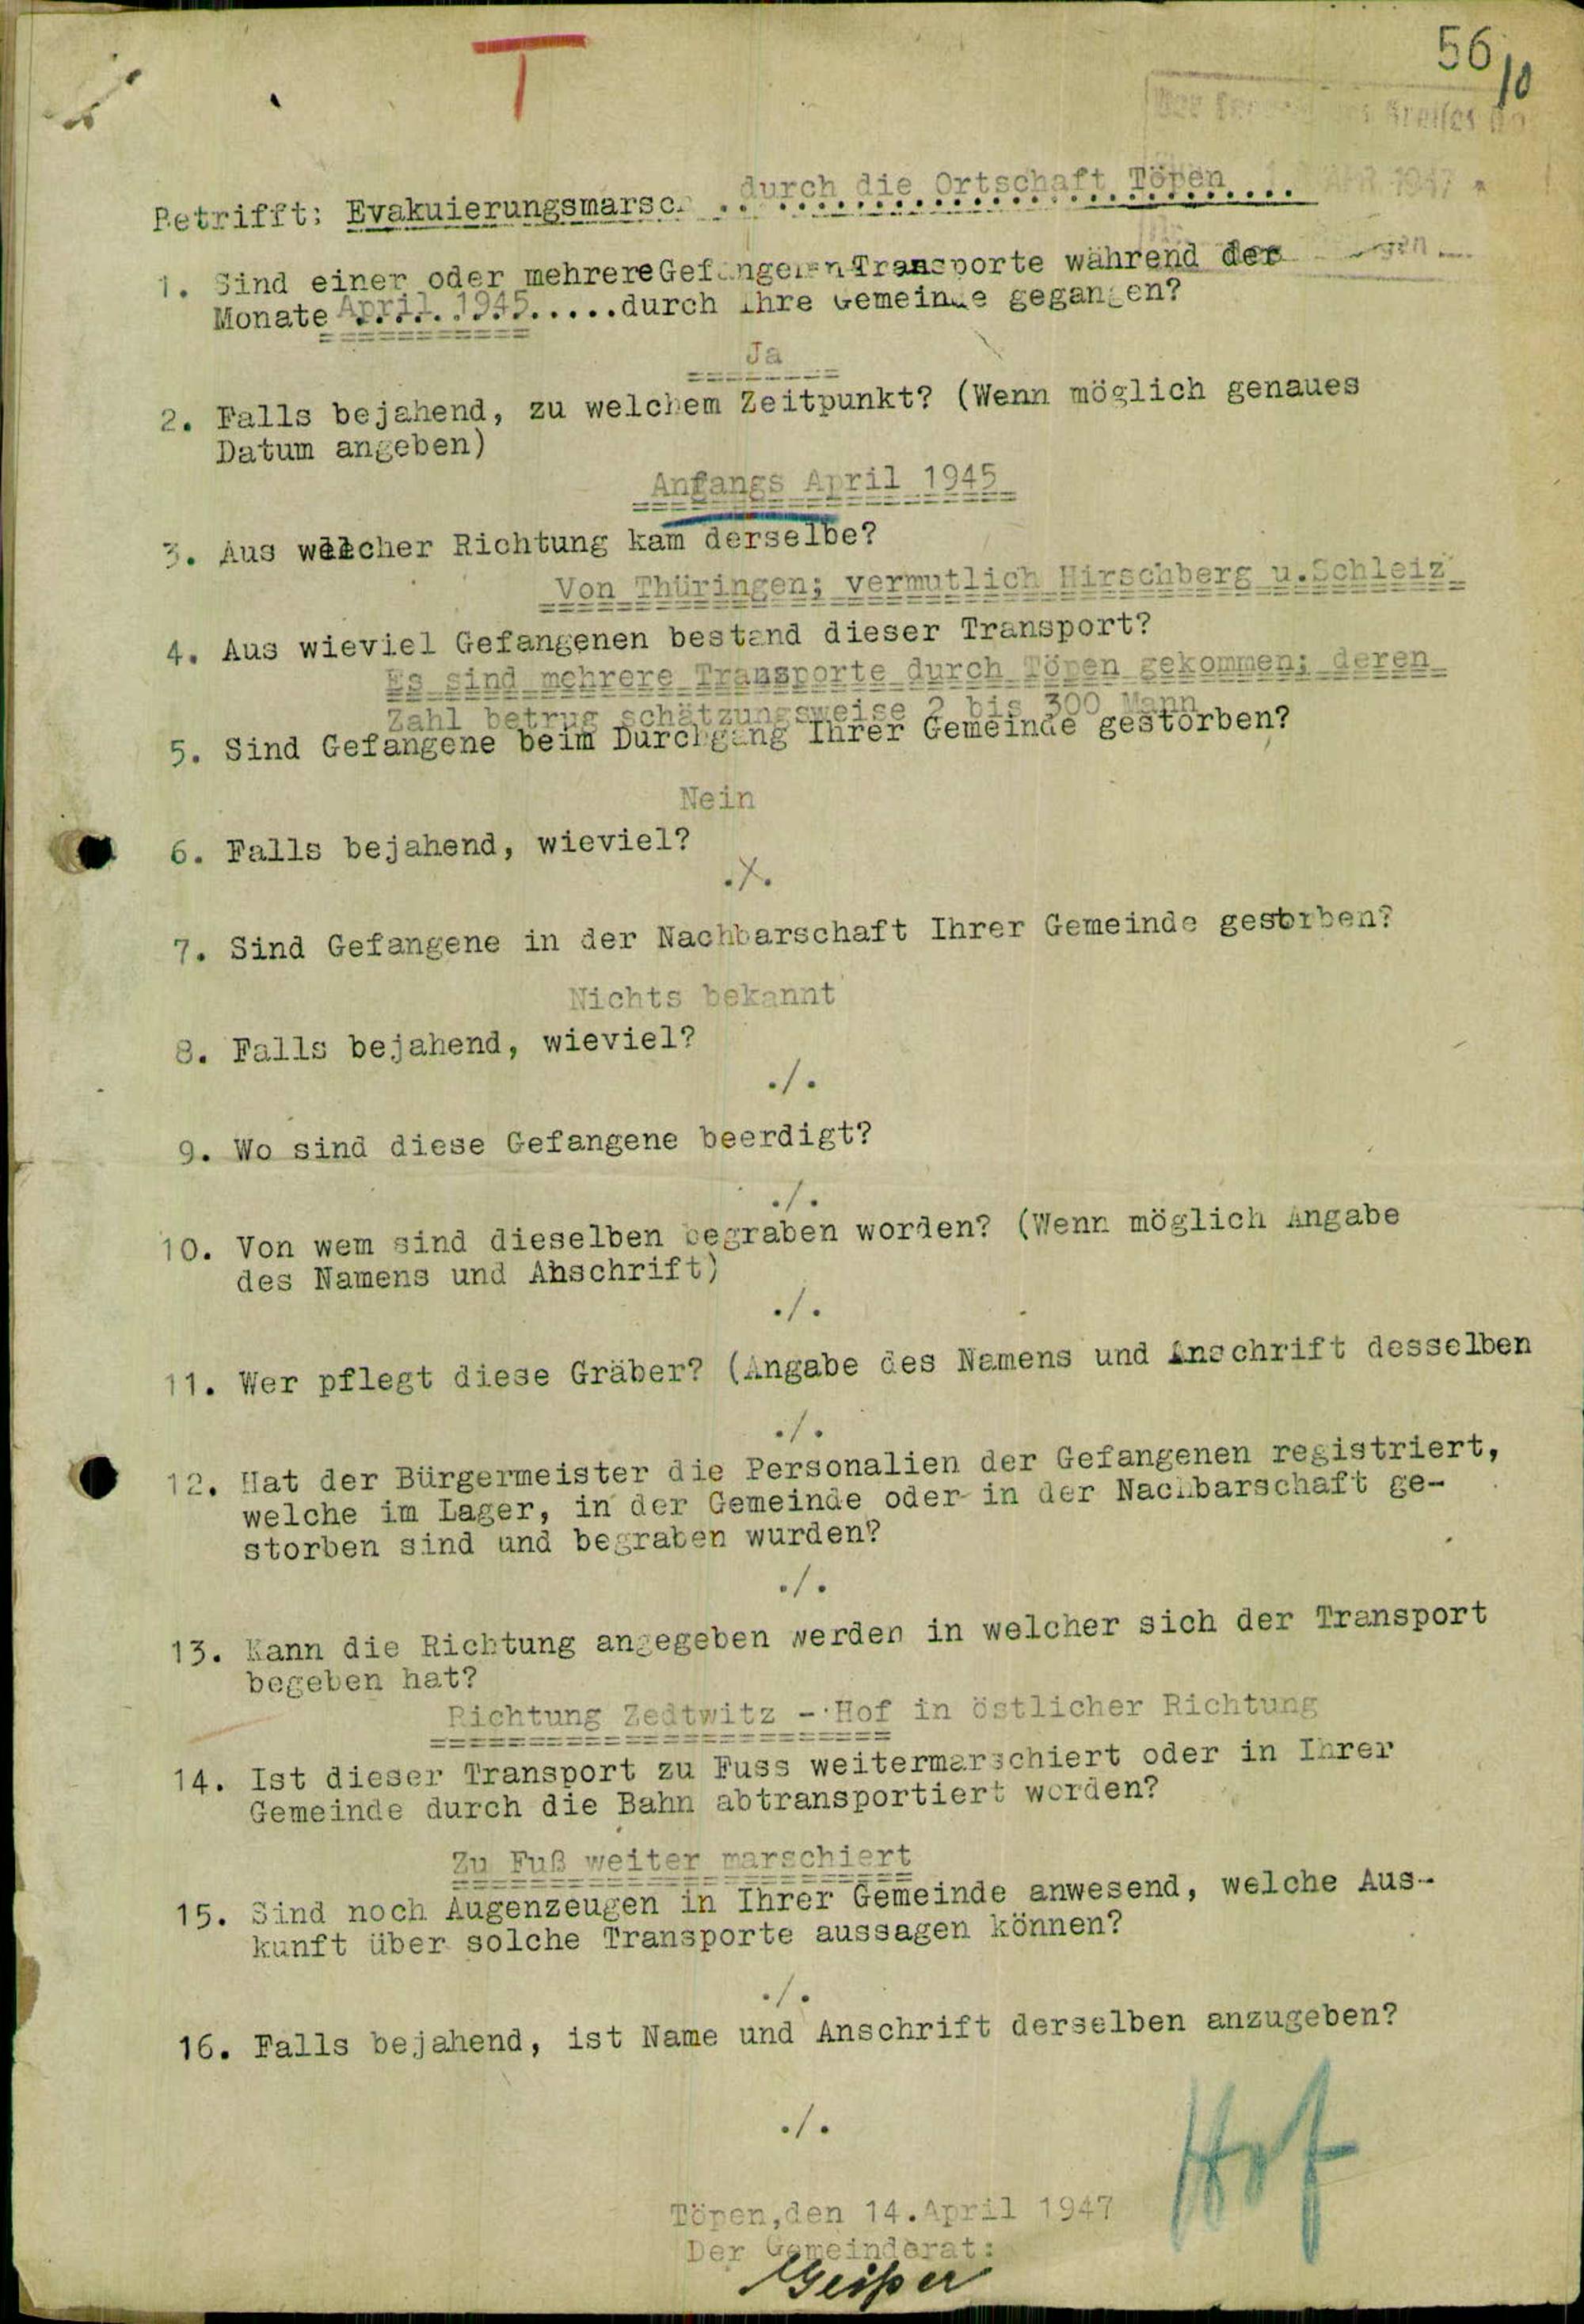 T
56
10
durch die Ortschaft Töpen
Betrifft: Evakuierungsmarsch ..............................
1. Sind einer oder mehrere Gefangenen-Transporte während der
Monate April 1945.....durch Ihre Gemeinde gegangen?
Ja
2. Falls bejahend, zu welchem Zeitpunkt? (Wenn möglich genaues
Datum angeben)
Anfangs April 1945
3. Aus welcher Richtung kam derselbe?
Von Thüringen; vermutlich Hirschberg u.Schleiz
4. Aus wieviel Gefangenen bestand dieser Transport?
Es sind mehrere Transporte durch Töpen gekommen; deren
Zahl betrug schätzungsweise 2 bis 300 Mann
5. Sind Gefangene beim Durchgang Ihrer Gemeinde gestorben?
Nein
6. Falls bejahend, wieviel?
./.
7. Sind Gefangene in der Nachbarschaft Ihrer Gemeinde gestorben?
Nichts bekannt
8. Falls bejahend, wieviel?
./.
9. Wo sind diese Gefangene beerdigt?
./.
10. Von wem sind dieselben begraben worden? (Wenn möglich Angabe
des Namens und Anschrift)
./.
11. Wer pflegt diese Gräber? (Angabe des Namens und Anschrift desselben
./.
12. Hat der Bürgermeister die Personalien der Gefangenen registriert,
welche im Lager, in der Gemeinde oder in der Nachbarschaft ge-
storben sind und begraben wurden?
./.
13. Kann die Richtung angegeben werden in welcher sich der Transport
begeben hat?
Richtung Zedtwitz - Hof in östlicher Richtung
14. Ist dieser Transport zu Fuss weitermarschiert oder in Ihrer
Gemeinde durch die Bahn abtransportiert worden?
Zu Fuß weiter marschiert
15. Sind noch Augenzeugen in Ihrer Gemeinde anwesend, welche Aus-
kunft über solche Transporte aussagen können?
./.
16. Falls bejahend, ist Name und Anschrift derselben anzugeben?
./.
Hof
Töpen,den 14.April 1947
Der Gemeinderat: